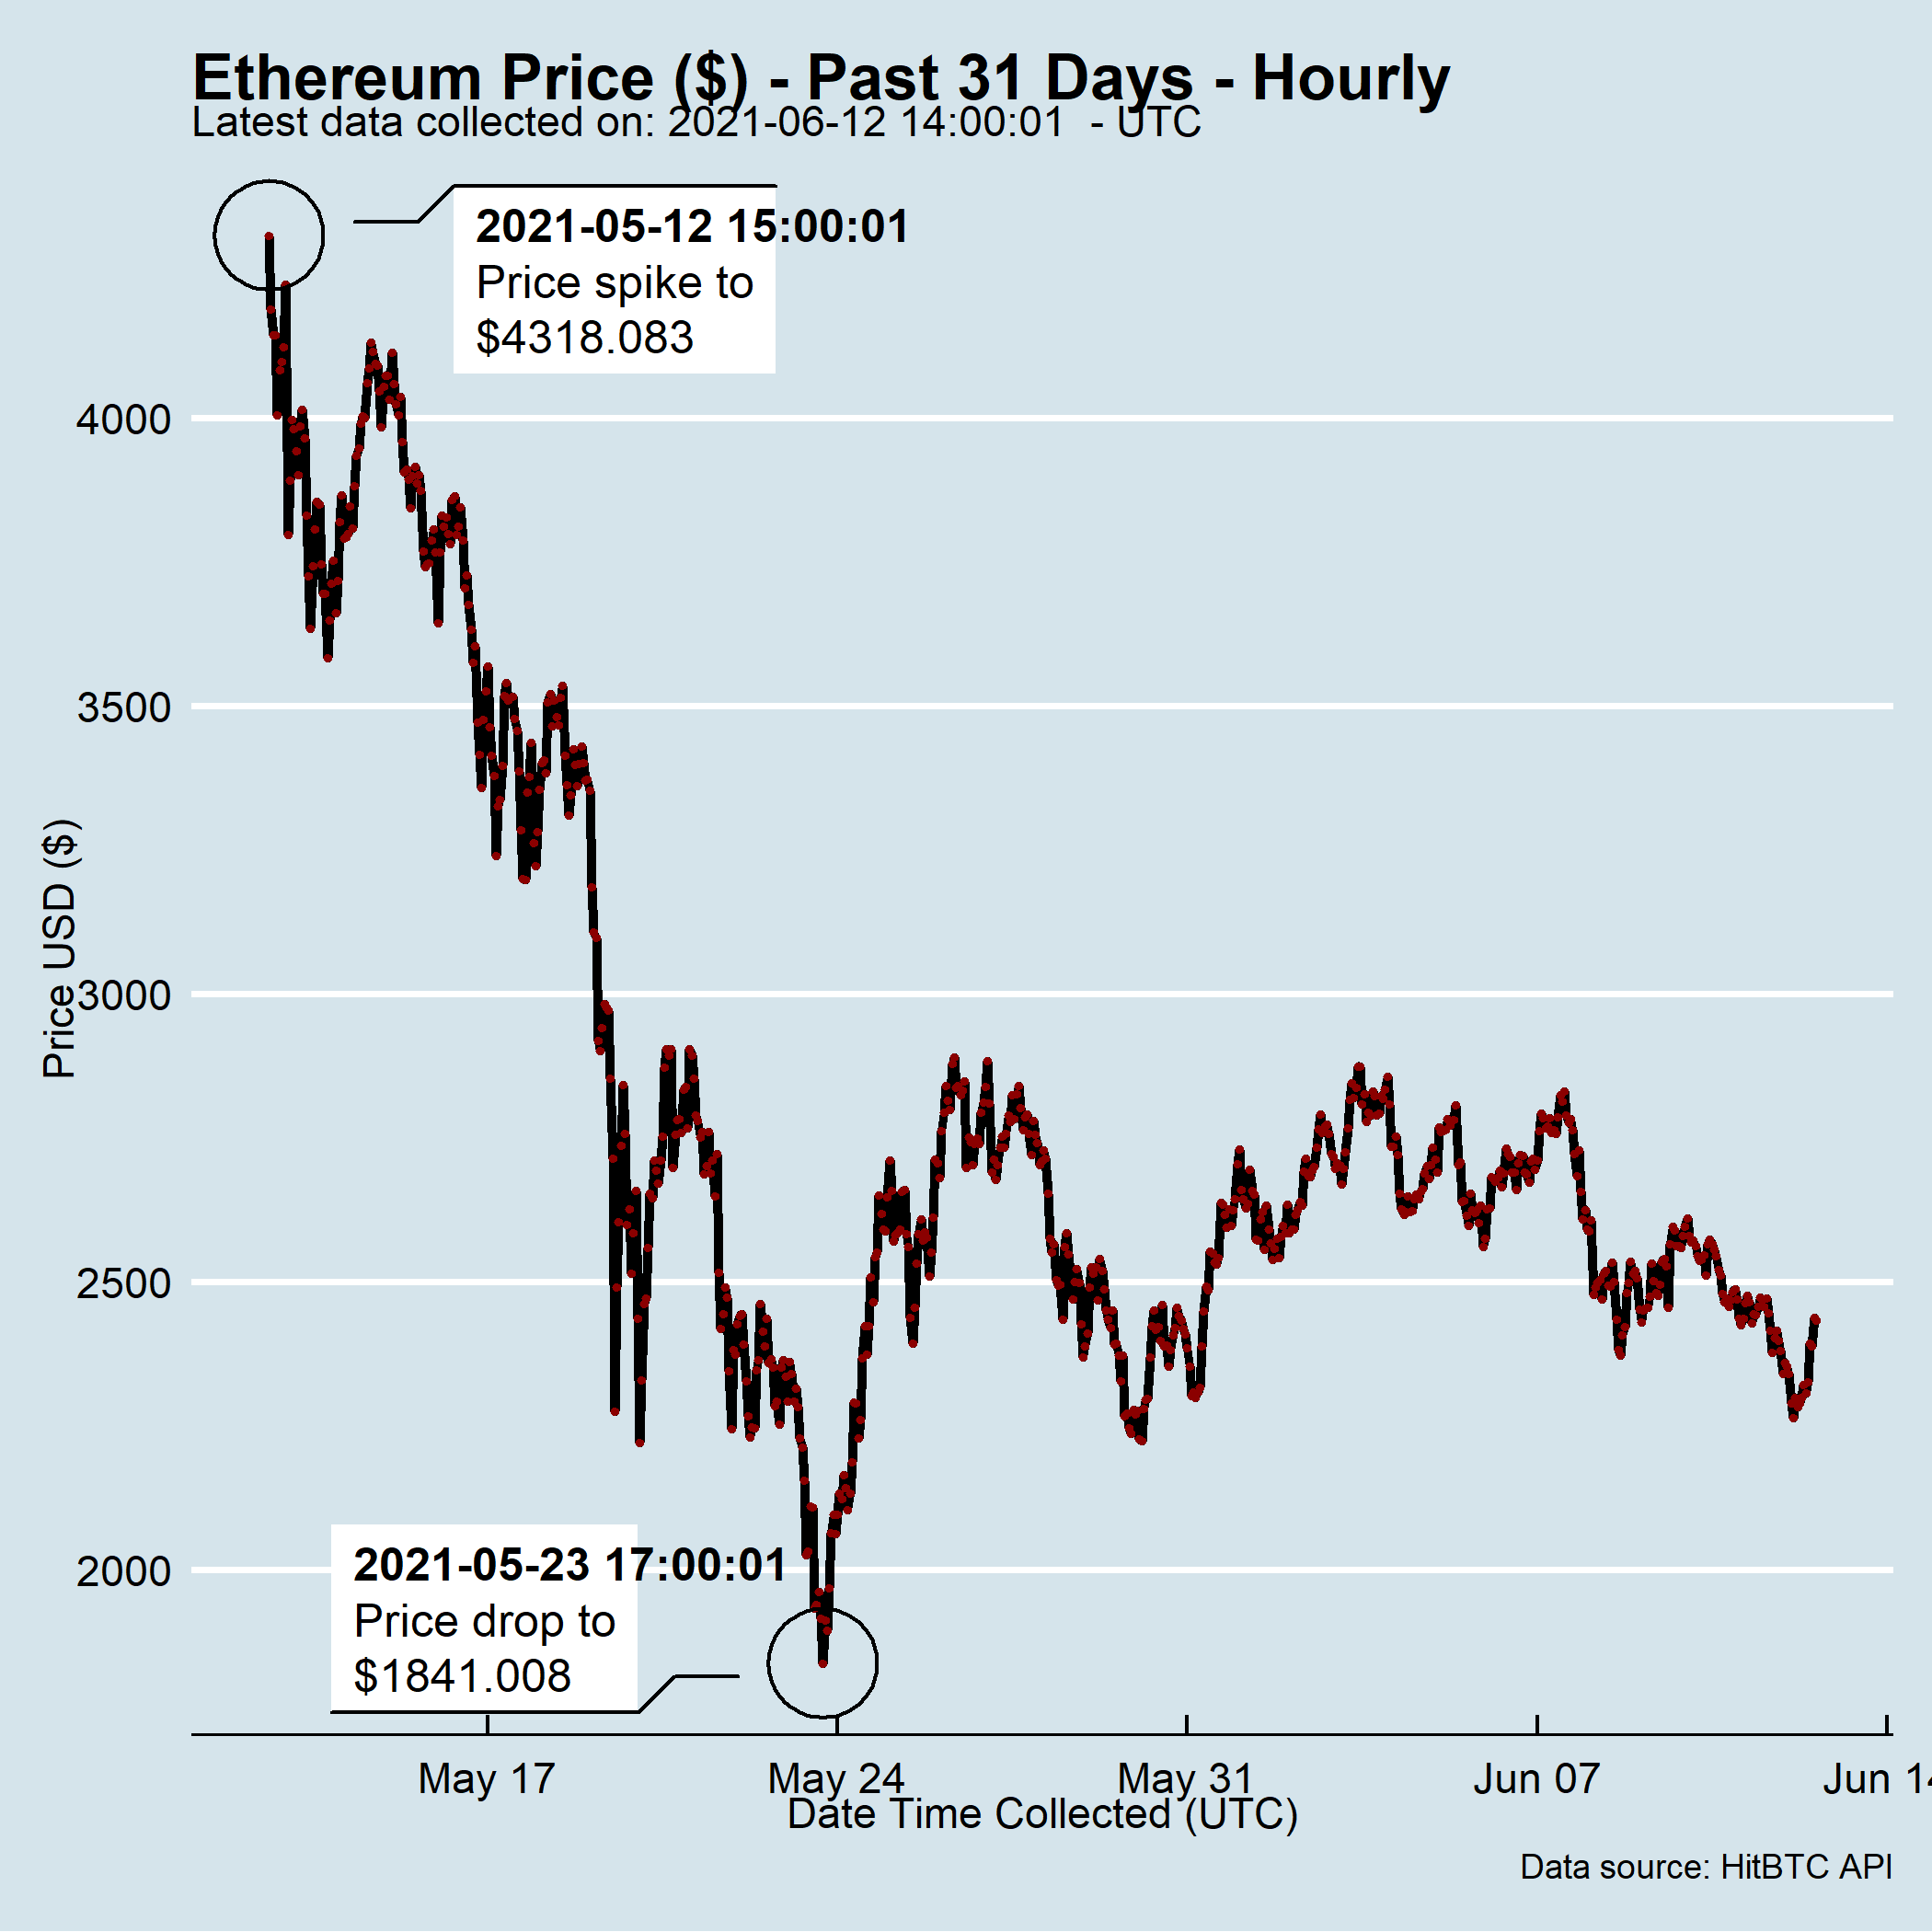 Ethereum Price ($) - Past 31 Days - Hourly
Latest data collected on: 2021-06-12 14:00:01  - UTC
2021-05-12 15:00:01
Price spike to
$4318.083
4000
3500
3000
2500
2000
Price USD ($)
2021-05-23 17:00:01
Price drop to
$1841.008
May 17
May 24
May 31
Jun 07
Jun 14
Date Time Collected (UTC)
Data source: HitBTC API